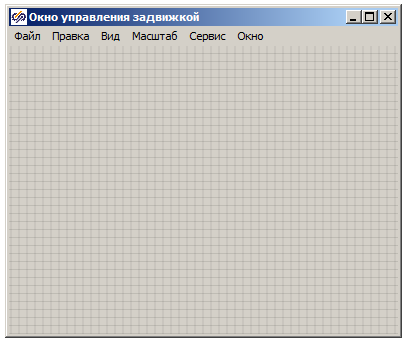 Окно управления задвижкой
Файл Правка Вид Масштаб Сервис Окно